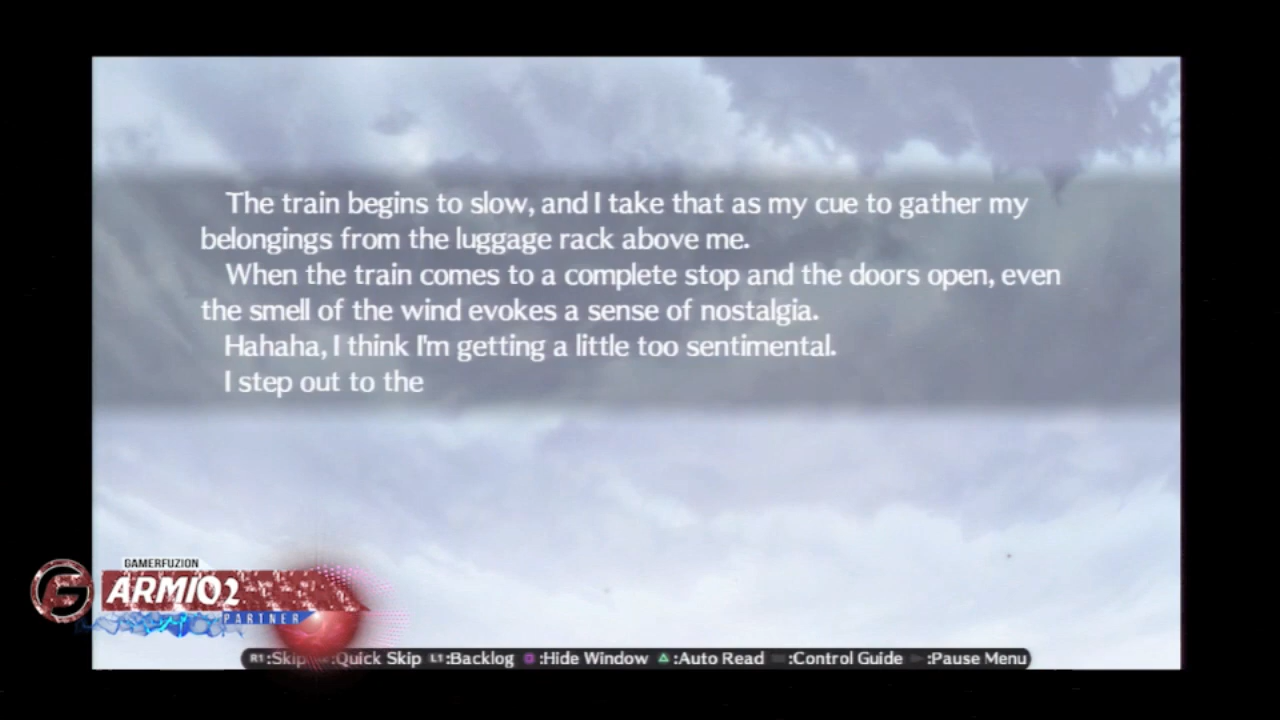 The train begins to slow, and I take that as my cue to gather my
belongings from the luggage rack above me.
When the train comes to a complete stop and the doors open, even
the smell of the wind evokes a sense of nostalgia.
Hahaha, I think I'm getting a little too sentimental.
I step out to the
GAMERFUZION
ARMIO2
PARTNER
R1:Skip :Quick Skip L1:Backlog :Hide Window :Auto Read :Control Guide :Pause Menu